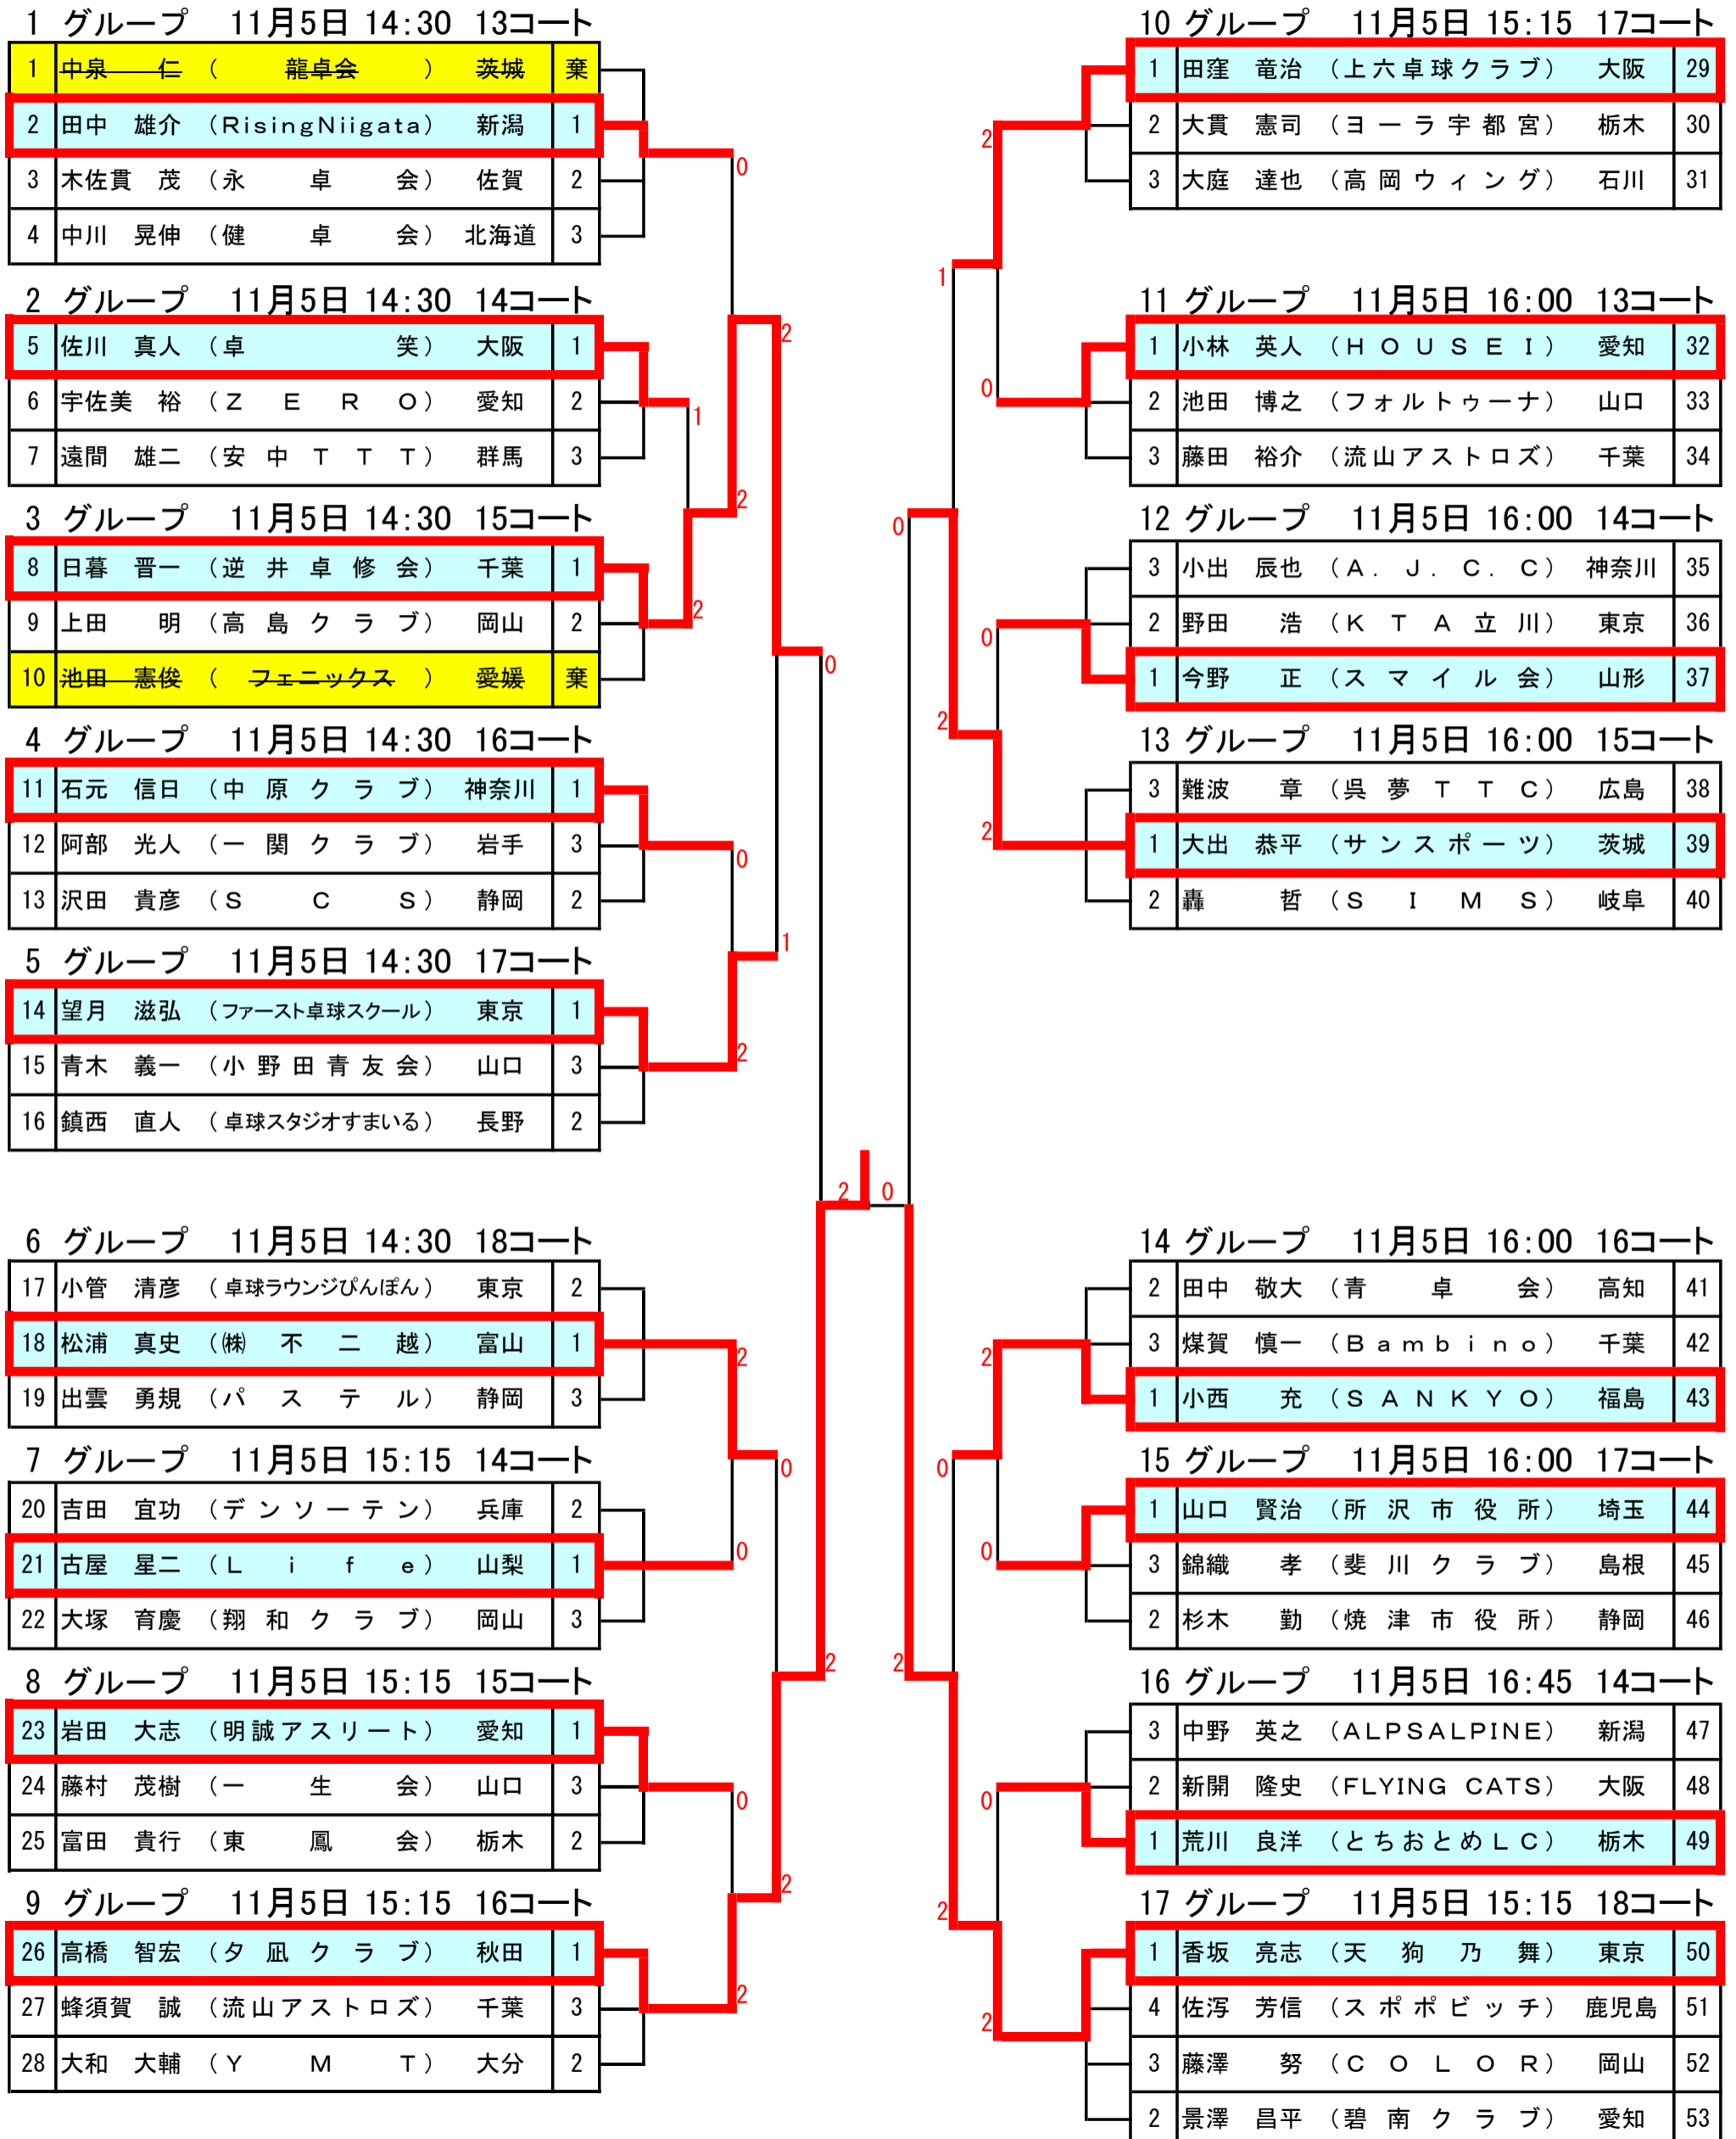 1 グループ 11月5日 14:30 13コート
1 中泉 仁 ( 龍卓会 ) 茨城 棄
2 田中 雄介 (RisingNiigata) 新潟 1
3 木佐貫 茂 (永 卓 会) 佐賀 2
4 中川 晃伸 (健 卓 会) 北海道 3
2 グループ 11月5日 14:30 14コート
5 佐川 真人 (卓 笑) 大阪 1
6 宇佐美 裕 (Z E R O) 愛知 2
7 遠間 雄二 (安 中 T T T) 群馬 3
3 グループ 11月5日 14:30 15コート
8 日暮 晋一 (逆 井 卓 修 会) 千葉 1
9 上田 明 (高 島 ク ラ ブ) 岡山 2
10 池田 憲俊 ( フェニックス ) 愛媛 棄
4 グループ 11月5日 14:30 16コート
11 石元 信日 (中 原 ク ラ ブ) 神奈川 1
12 阿部 光人 (一 関 ク ラ ブ) 岩手 3
13 沢田 貴彦 (S C S) 静岡 2
5 グループ 11月5日 14:30 17コート
14 望月 滋弘 (ファースト卓球スクール) 東京 1
15 青木 義一 (小 野 田 青 友 会) 山口 3
16 鎮西 直人 (卓球スタジオすまいる) 長野 2
6 グループ 11月5日 14:30 18コート
17 小管 清彦 (卓球ラウンジぴんぽん) 東京 2
18 松浦 真史 (㈱ 不 二 越) 富山 1
19 出雲 勇規 (パ ス テ ル) 静岡 3
7 グループ 11月5日 15:15 14コート
20 吉田 宜功 (デ ン ソ ー テ ン) 兵庫 2
21 古屋 星二 (L i f e) 山梨 1
22 大塚 育慶 (翔 和 ク ラ ブ) 岡山 3
8 グループ 11月5日 15:15 15コート
23 岩田 大志 (明誠アスリート) 愛知 1
24 藤村 茂樹 (一 生 会) 山口 3
25 富田 貴行 (東 鳳 会) 栃木 2
9 グループ 11月5日 15:15 16コート
26 高橋 智宏 (夕 凪 ク ラ ブ) 秋田 1
27 蜂須賀 誠 (流山アストロズ) 千葉 3
28 大和 大輔 (Y M T) 大分 2
0
2
1
2
2
0
0
1
2
2 0
2
0
0
2
0
2
2
10 グループ 11月5日 15:15 17コート
1 田窪 竜治 (上六卓球クラブ) 大阪 29
2 大貫 憲司 (ヨ ー ラ 宇 都 宮) 栃木 30
3 大庭 達也 (高 岡 ウ ィ ン グ) 石川 31
11 グループ 11月5日 16:00 13コート
1 小林 英人 (H O U S E I) 愛知 32
2 池田 博之 (フォルトゥーナ) 山口 33
3 藤田 裕介 (流山アストロズ) 千葉 34
12 グループ 11月5日 16:00 14コート
3 小出 辰也 (A . J . C . C) 神奈川 35
2 野田 浩 (K T A 立 川) 東京 36
1 今野 正 (ス マ イ ル 会) 山形 37
13 グループ 11月5日 16:00 15コート
3 難波 章 (呉 夢 T T C) 広島 38
1 大出 恭平 (サ ン ス ポ ー ツ) 茨城 39
2 轟 哲 (S I M S) 岐阜 40
14 グループ 11月5日 16:00 16コート
2 田中 敬大 (青 卓 会) 高知 41
3 煤賀 慎一 (B a m b i n o) 千葉 42
1 小西 充 (S A N K Y O) 福島 43
15 グループ 11月5日 16:00 17コート
1 山口 賢治 (所 沢 市 役 所) 埼玉 44
3 錦織 孝 (斐 川 ク ラ ブ) 島根 45
2 杉木 勤 (焼 津 市 役 所) 静岡 46
16 グループ 11月5日 16:45 14コート
3 中野 英之 (ALPSALPINE) 新潟 47
2 新開 隆史 (FLYING CATS) 大阪 48
1 荒川 良洋 (とちおとめLC) 栃木 49
17 グループ 11月5日 15:15 18コート
1 香坂 亮志 (天 狗 乃 舞) 東京 50
4 佐泻 芳信 (スポポビッチ) 鹿児島 51
3 藤澤 努 (C O L O R) 岡山 52
2 景澤 昌平 (碧 南 ク ラ ブ) 愛知 53
2
1
0
0
0
2
2
2
0
0
2
0
2
2